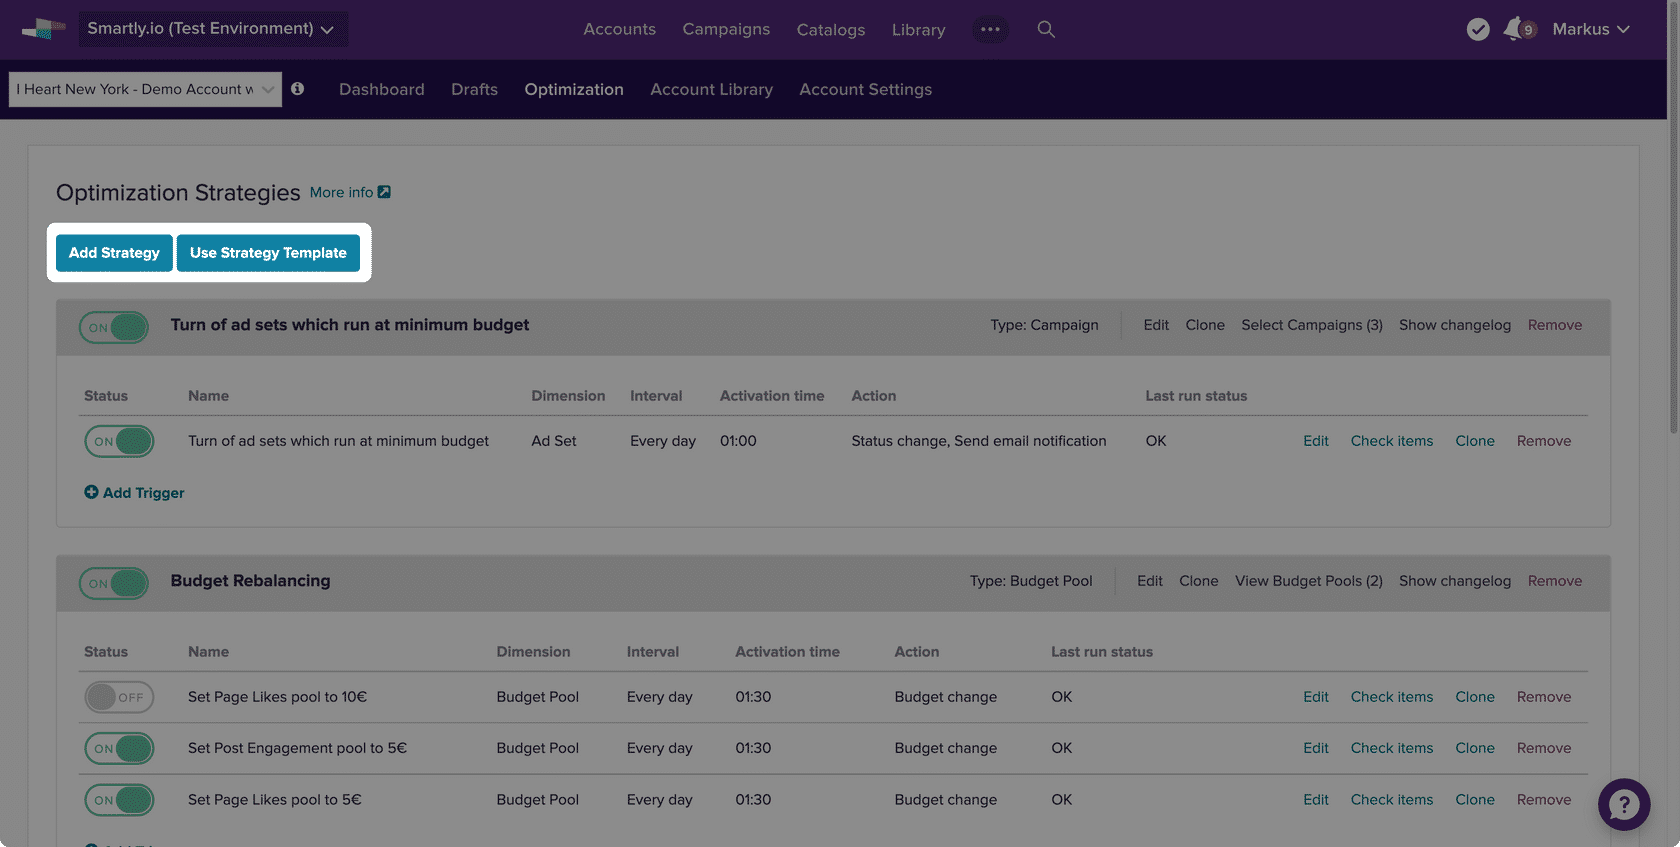 Smartly.io (Test Environment) Accounts Campaigns Catalogs Library ••• 9 Markus
I Heart New York - Demo Account w Dashboard Drafts Optimization Account Library Account Settings
Optimization Strategies More info
Add Strategy Use Strategy Template
ON Turn of ad sets which run at minimum budget Type: Campaign Edit Clone Select Campaigns (3) Show changelog Remove
Status Name Dimension Interval Activation time Action Last run status
ON Turn of ad sets which run at minimum budget Ad Set Every day 01:00 Status change, Send email notification OK Edit Check items Clone Remove
Add Trigger
ON Budget Rebalancing Type: Budget Pool Edit Clone View Budget Pools (2) Show changelog Remove
Status Name Dimension Interval Activation time Action Last run status
OFF Set Page Likes pool to 10€ Budget Pool Every day 01:30 Budget change OK Edit Check items Clone Remove
ON Set Post Engagement pool to 5€ Budget Pool Every day 01:30 Budget change OK Edit Check items Clone Remove
ON Set Page Likes pool to 5€ Budget Pool Every day 01:30 Budget change OK Edit Check items Clone Remove
?